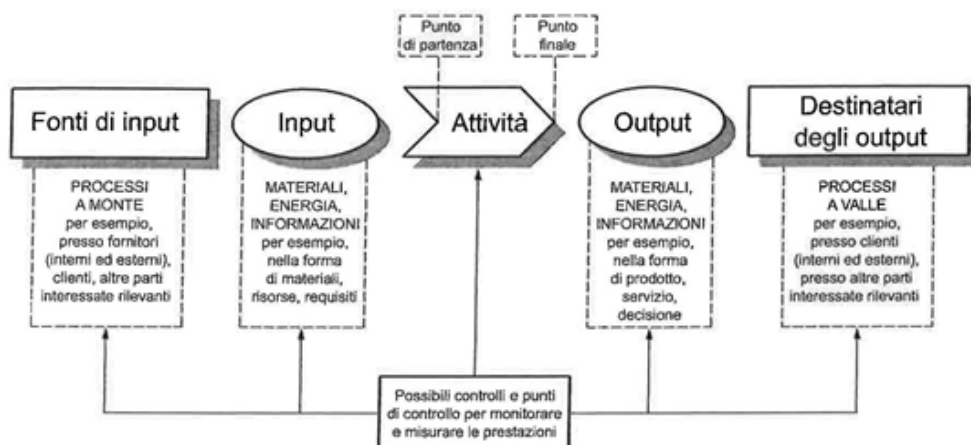 Punto
di partenza
Punto
finale
Fonti di input
Input
Attività
Output
Destinatari
degli output
PROCESSI
A MONTE
per esempio,
presso fornitori
(interni ed esterni),
clienti, altre parti
interessate rilevanti
MATERIALI,
ENERGIA,
INFORMAZIONI
per esempio,
nella forma
di materiali,
risorse, requisiti
MATERIALI,
ENERGIA,
INFORMAZIONI
per esempio,
nella forma
di prodotto,
servizio,
decisione
PROCESSI
A VALLE
per esempio,
presso clienti
(interni ed esterni),
presso altre parti
interessate rilevanti
Possibili controlli e punti
di controllo per monitorare
e misurare le prestazioni